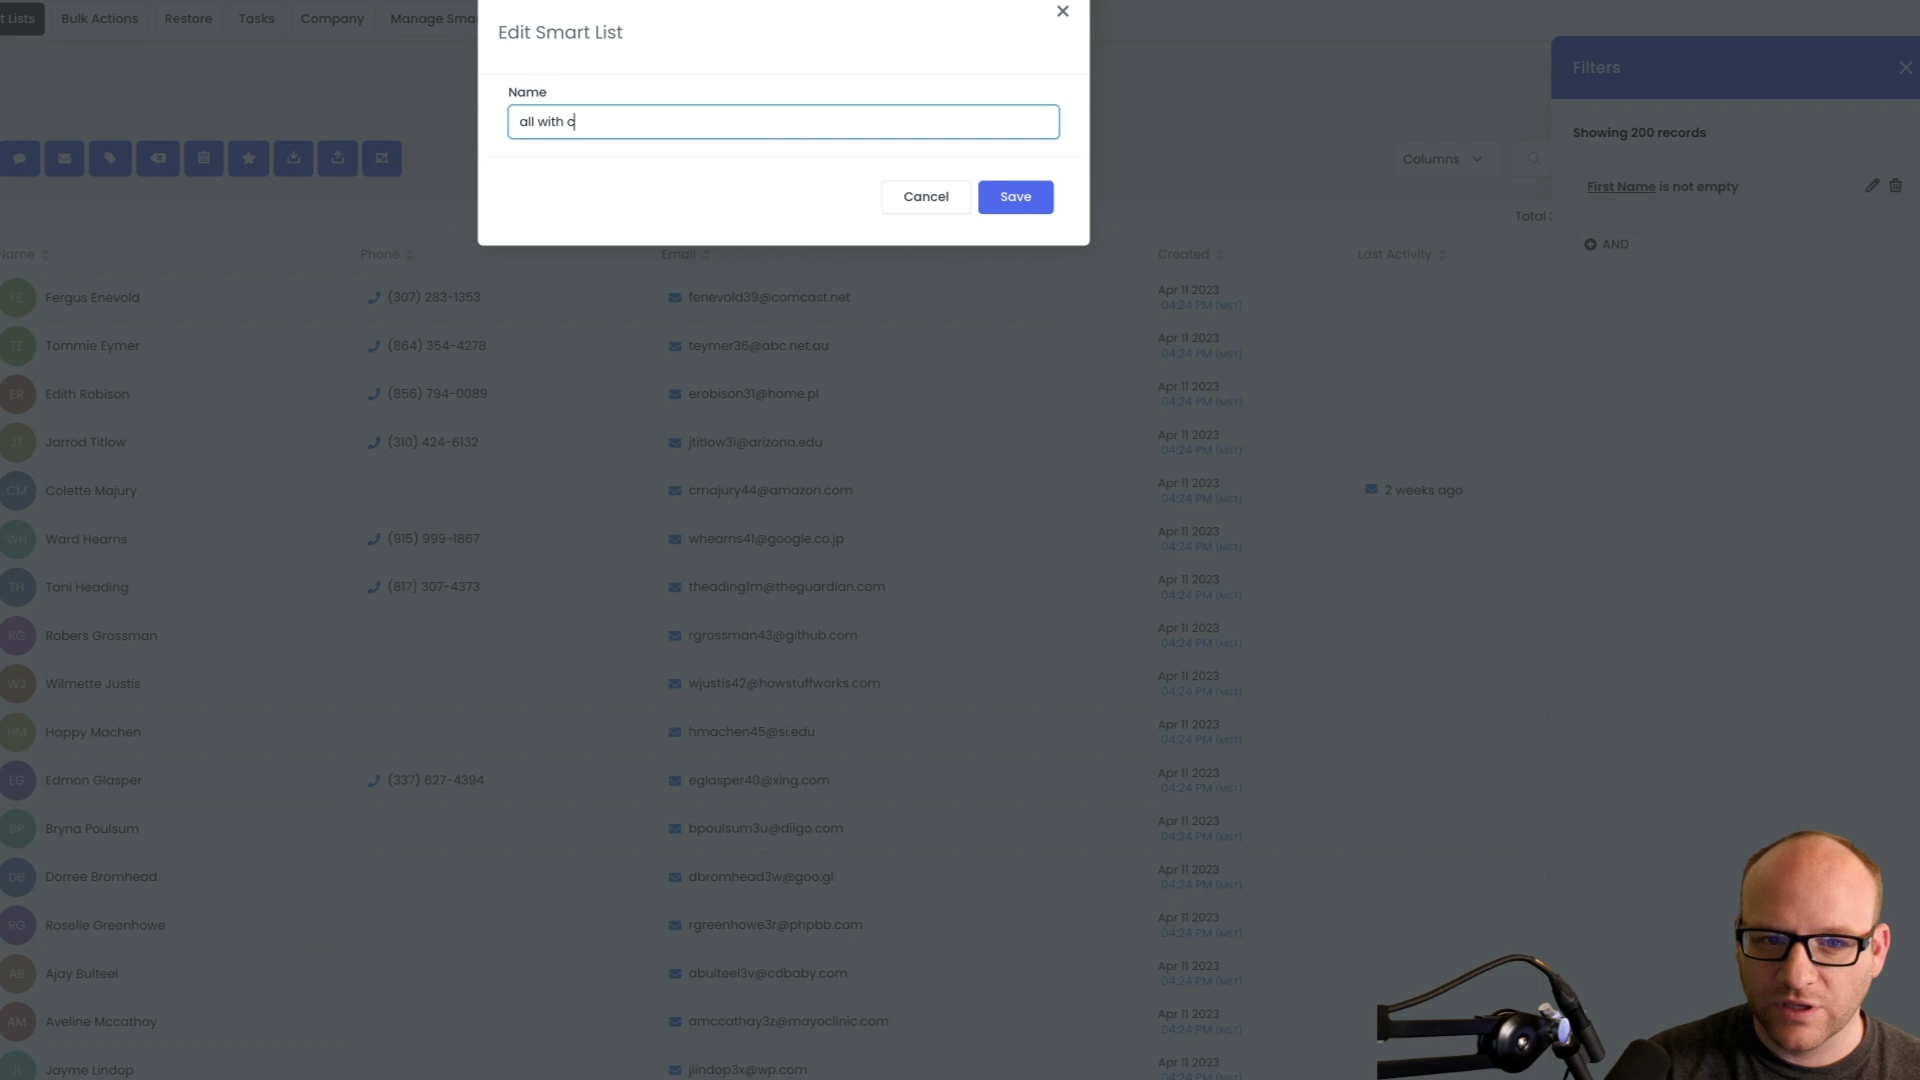 t Lists Bulk Actions Restore Tasks Company Manage Smar
Edit Smart List
Name
all with c
Cancel Save
Filters
Showing 200 records
First Name is not empty
AND
Columns
Total
Name Phone Email Created Last Activity
FE Fergus Enevold (307) 283-1353 fenevold39@comcast.net Apr 11 2023
04:24 PM (MST)
TE Tommie Eymer (864) 354-4278 teymer36@abc.net.au Apr 11 2023
04:24 PM (MST)
ER Edith Robison (856) 794-0089 erobison31@home.pl Apr 11 2023
04:24 PM (MST)
JT Jarrod Titlow (310) 424-6132 jtitlow3i@arizona.edu Apr 11 2023
04:24 PM (MST)
CM Colette Majury cmajury44@amazon.com Apr 11 2023 2 weeks ago
04:24 PM (MST)
WH Ward Hearns (915) 999-1867 whearns41@google.co.jp Apr 11 2023
04:24 PM (MST)
TH Tani Heading (817) 307-4373 theading1m@theguardian.com Apr 11 2023
04:24 PM (MST)
RG Robers Grossman rgrossman43@github.com Apr 11 2023
04:24 PM (MST)
WJ Wilmette Justis wjustis42@howstuffworks.com Apr 11 2023
04:24 PM (MST)
HM Happy Machen hmachen45@si.edu Apr 11 2023
04:24 PM (MST)
EG Edmon Glasper (337) 627-4394 eglasper40@xing.com Apr 11 2023
04:24 PM (MST)
BP Bryna Poulsum bpoulsum3u@diigo.com Apr 11 2023
04:24 PM (MST)
DB Dorree Bromhead dbromhead3w@goo.gl Apr 11 2023
04:24 PM (MST)
RG Roselle Greenhowe rgreenhowe3r@phpbb.com Apr 11 2023
04:24 PM (MST)
AB Ajay Bulteel abulteel3v@cdbaby.com Apr 11 2023
04:24 PM (MST)
AM Aveline Mccathay amccathay3z@mayoclinic.com Apr 11 2023
04:24 PM (MST)
JL Jayme Lindop jlindop3x@wp.com Apr 11 2023